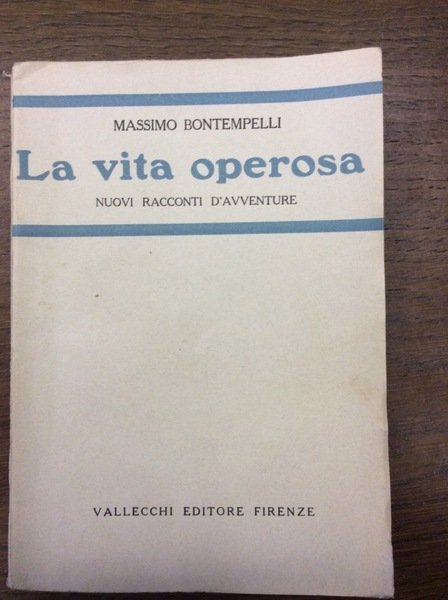 MASSIMO BONTEMPELLI
La vita operosa
NUOVI RACCONTI D'AVVENTURE
VALLECCHI EDITORE FIRENZE